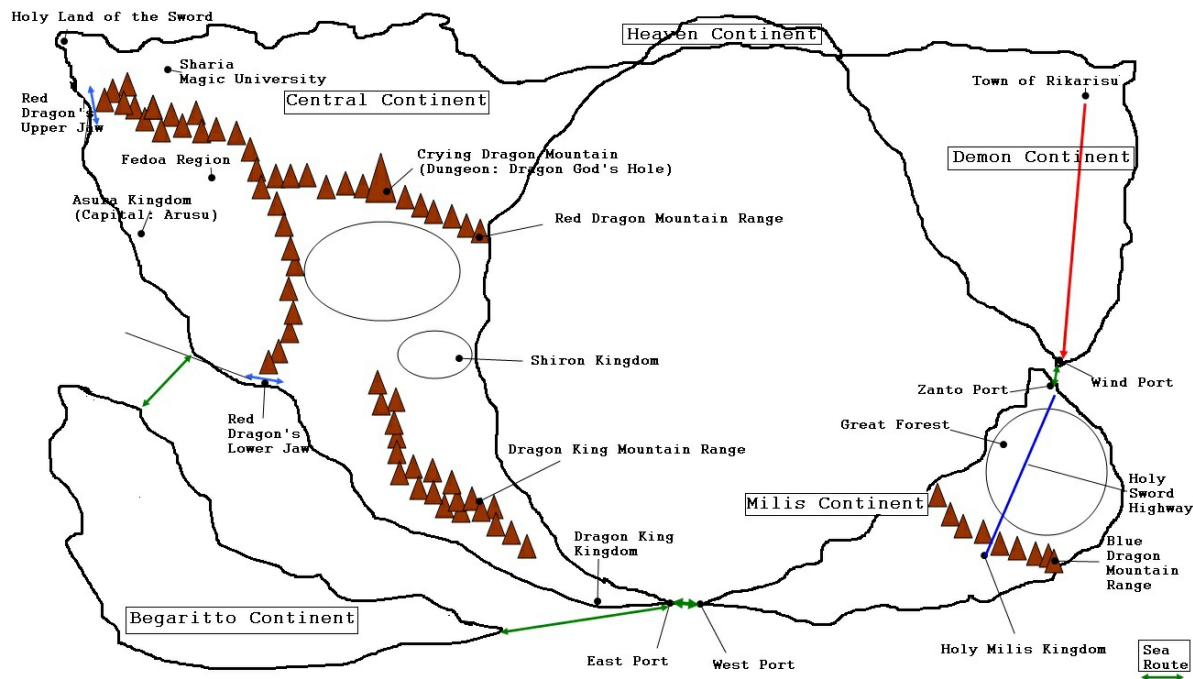 Holy Land of the Sword
Heaven Continent
Sharia
Magic University
Town of Rikarisu
Red
Dragon's
Upper Jaw
Central Continent
Demon Continent
Fedoa Region
Crying Dragon Mountain
(Dungeon: Dragon God's Hole)
Asura Kingdom
(Capital: Arusu)
Red Dragon Mountain Range
Shiron Kingdom
Wind Port
Zanto Port
Red
Dragon's
Lower Jaw
Great Forest
Dragon King Mountain Range
Holy
Sword
Highway
Milis Continent
Dragon King
Kingdom
Blue
Dragon
Mountain
Range
Begaritto Continent
East Port
West Port
Holy Milis Kingdom
Sea
Route